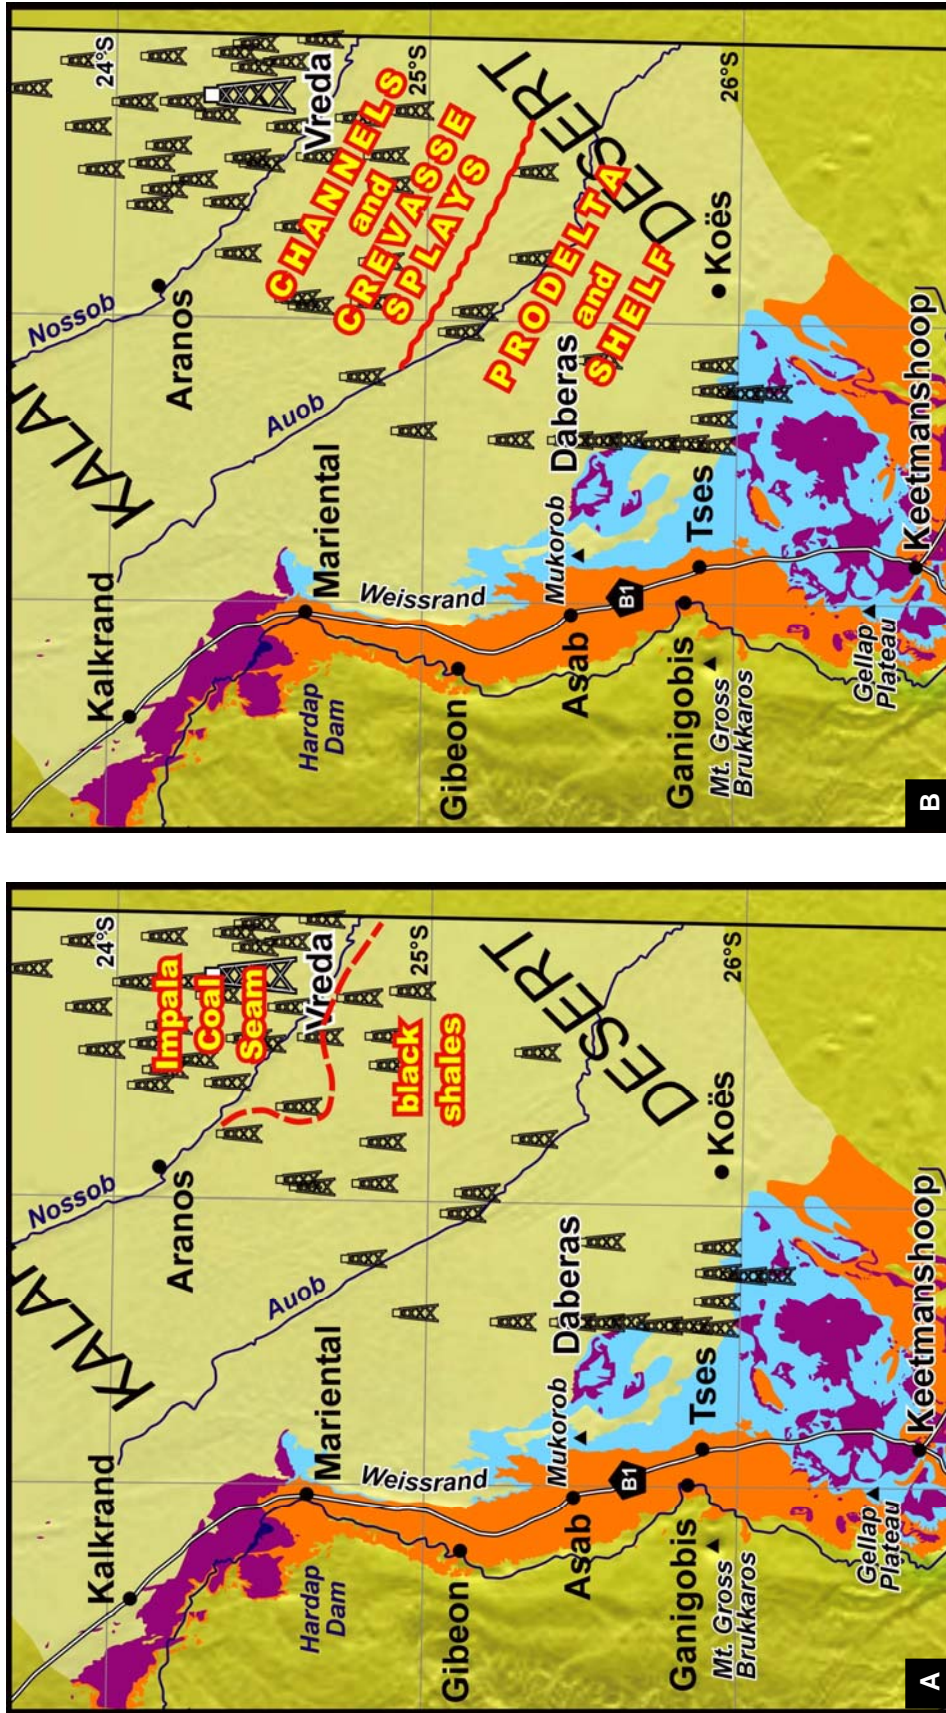 KALA
Nossob
24°S
Kalkrand
Aranos
Impala
Coal
Seam
Auob
Hardap
Dam
Mariental
Vreda
Weissrand
25°S
black
shales
Gibeon
DESERT
Asab
Mukorob
Daberas
B1
Ganigobis
Tses
Koës
26°S
Mt. Gross
Brukkaros
Gellap
Plateau
Keetmanshoop
A
KALA
Nossob
24°S
Kalkrand
Aranos
Auob
Hardap
Dam
Mariental
Vreda
CHANNELS
and
CREVASSE
SPLAYS
Weissrand
25°S
Gibeon
DESERT
PRODELTA
and
SHELF
Asab
Mukorob
Daberas
B1
Ganigobis
Tses
Koës
26°S
Mt. Gross
Brukkaros
Gellap
Plateau
Keetmanshoop
B